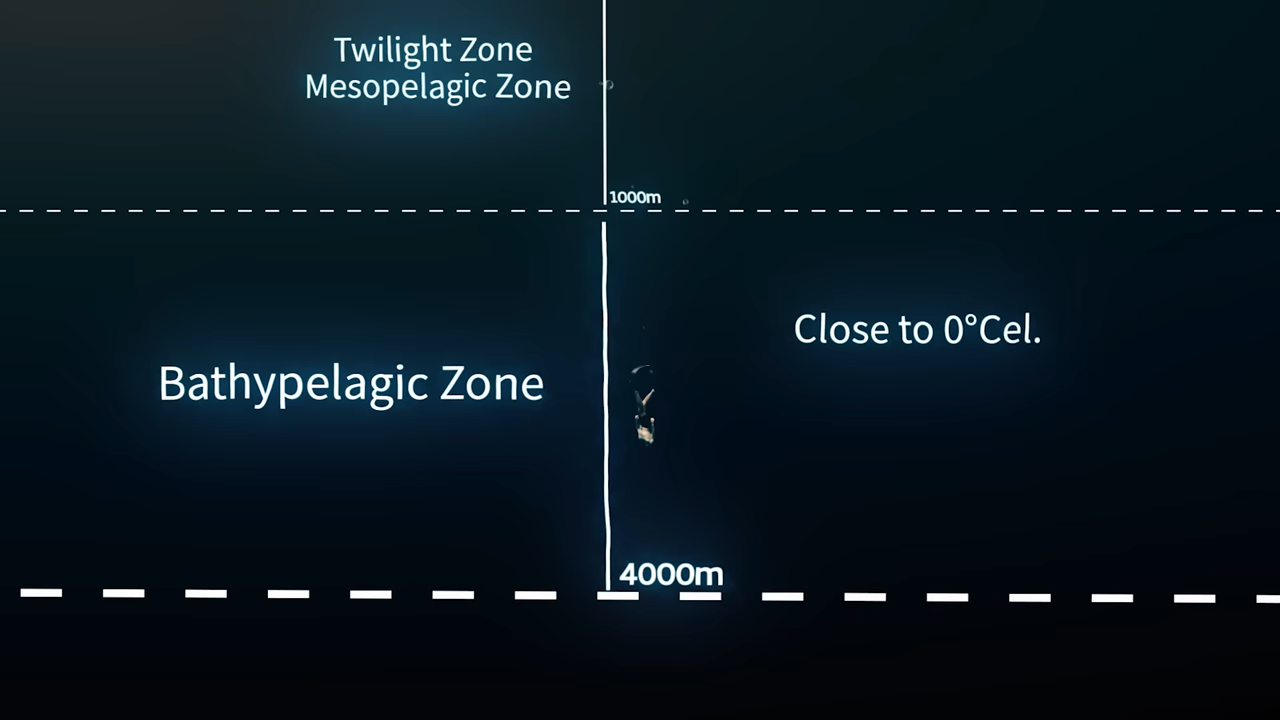 Twilight Zone
Mesopelagic Zone
1000m
Close to 0°Cel.
Bathypelagic Zone
4000m